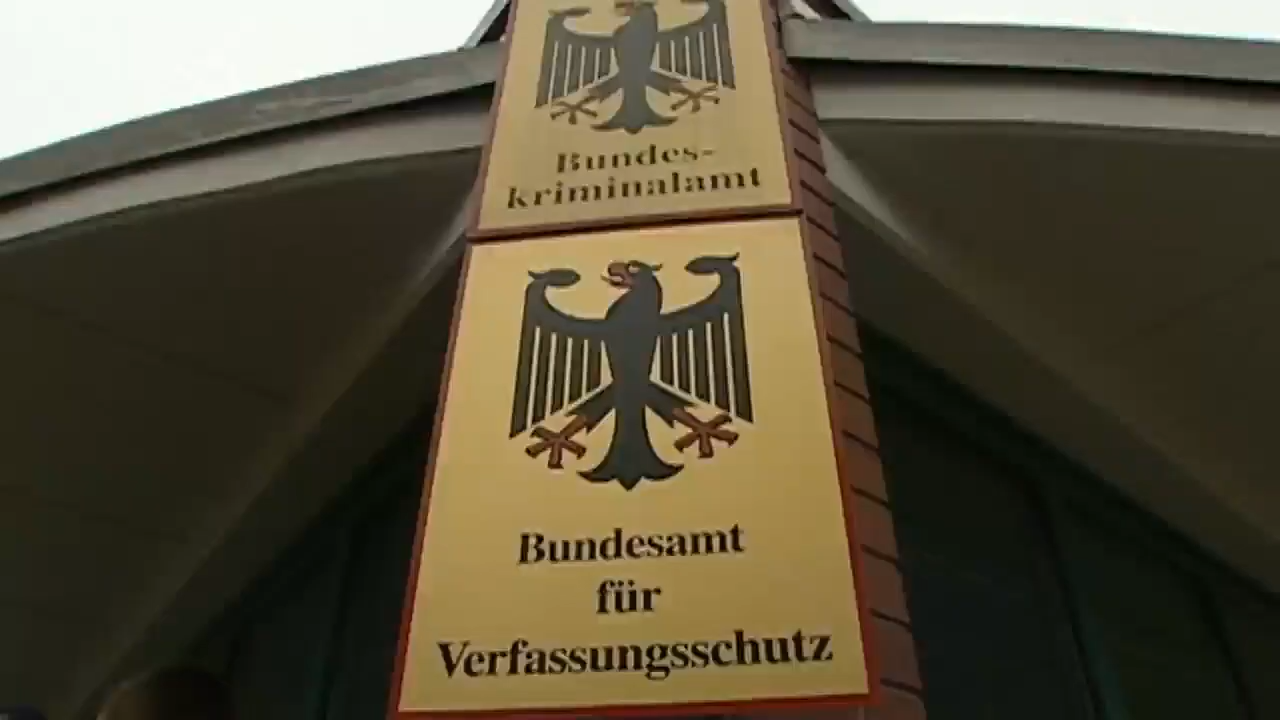 Bundes-
kriminalamt
Bundesamt
für
Verfassungsschutz